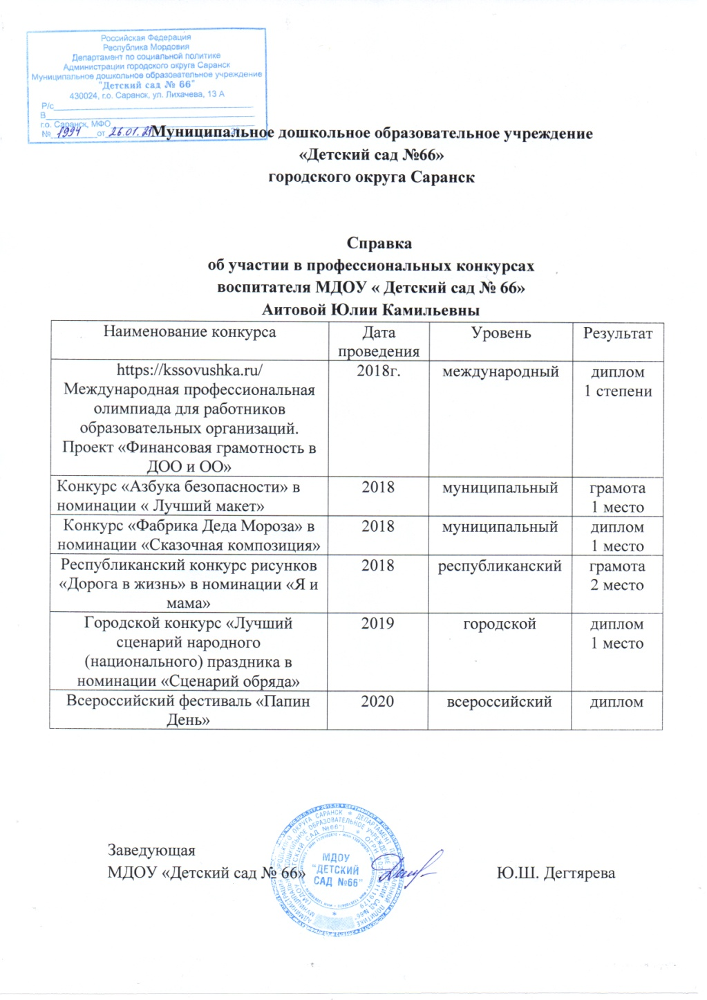 Российская Федерация
Республика Мордовия
Департамент по социальной политике
Администрации городского округа Саранск
Муниципальное дошкольное образовательное учреждение
"Детский сад № 66"
430024, г.о. Саранск, ул. Лихачева, 13 А
Р/с
В
г.о. Саранск, МФО
№ 1994 от 26.01.21
Муниципальное дошкольное образовательное учреждение
«Детский сад №66»
городского округа Саранск
Справка
об участии в профессиональных конкурсах
воспитателя МДОУ « Детский сад № 66»
Аитовой Юлии Камильевны
Наименование конкурса Дата проведения Уровень Результат
https://kssovushka.ru/ 2018г. международный диплом
Международная профессиональная 1 степени
олимпиада для работников
образовательных организаций.
Проект «Финансовая грамотность в
ДОО и ОО»
Конкурс «Азбука безопасности» в 2018 муниципальный грамота
номинации « Лучший макет» 1 место
Конкурс «Фабрика Деда Мороза» в 2018 муниципальный диплом
номинации «Сказочная композиция» 1 место
Республиканский конкурс рисунков 2018 республиканский грамота
«Дорога в жизнь» в номинации «Я и 2 место
мама»
Городской конкурс «Лучший 2019 городской диплом
сценарий народного 1 место
(национального) праздника в
номинации «Сценарий обряда»
Всероссийский фестиваль «Папин 2020 всероссийский диплом
День»
Заведующая
МДОУ «Детский сад № 66» Ю.Ш. Дегтярева
МДОУ
"ДЕТСКИЙ
САД №66"